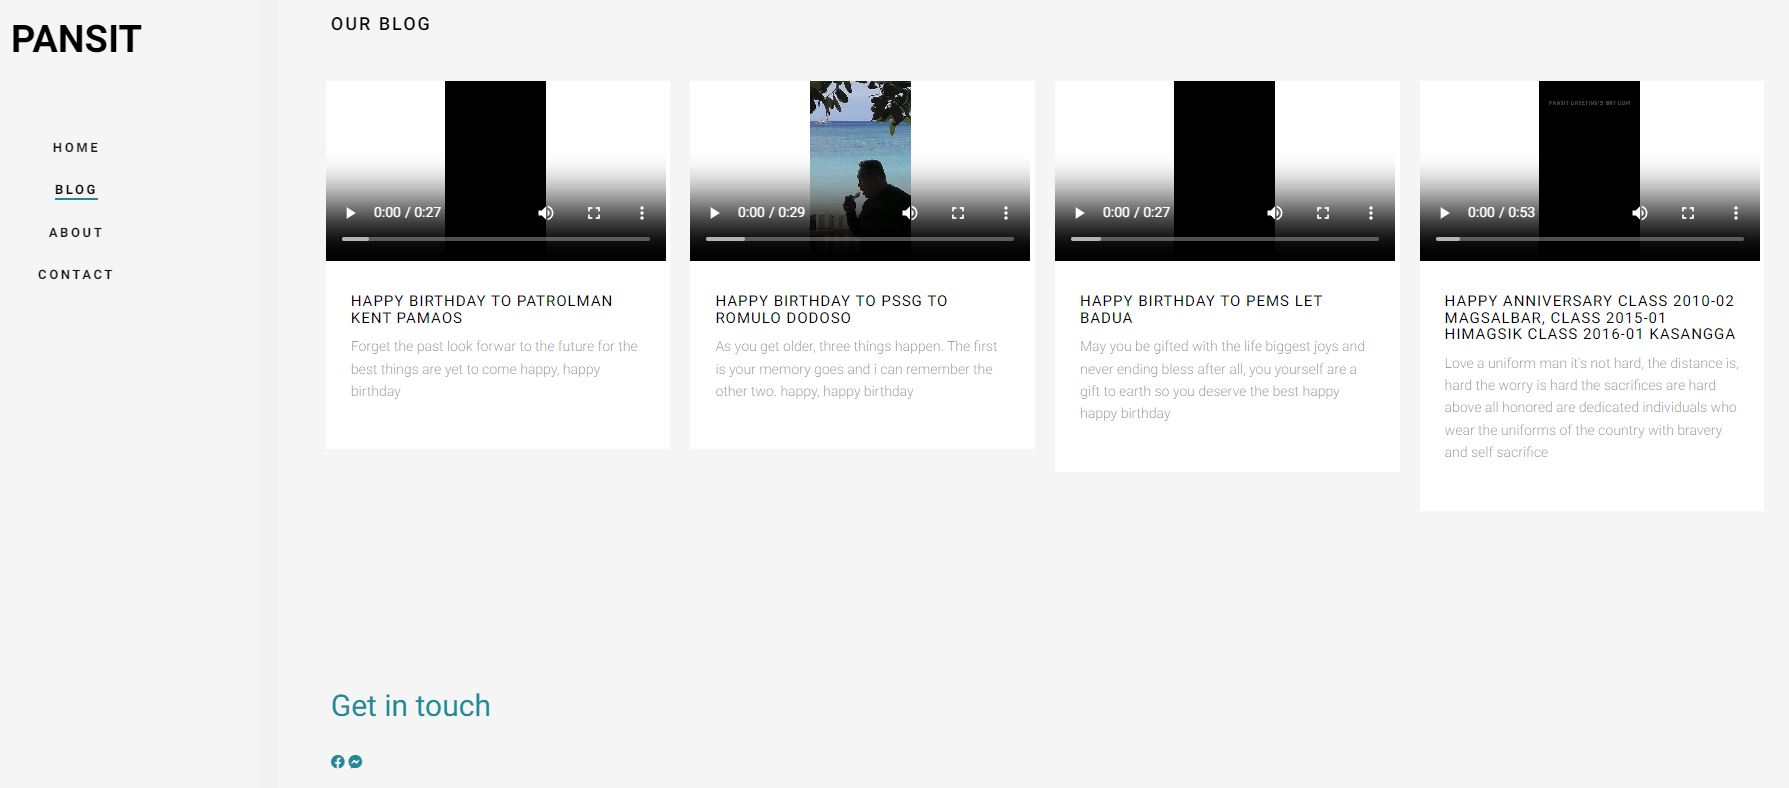 PANSIT
HOME
BLOG
ABOUT
CONTACT
OUR BLOG
0:00 / 0:27
HAPPY BIRTHDAY TO PATROLMAN
KENT PAMAOS
Forget the past look forwar to the future for the
best things are yet to come happy, happy
birthday
0:00 / 0:29
HAPPY BIRTHDAY TO PSSG TO
ROMULO DODOSO
As you get older, three things happen. The first
is your memory goes and i can remember the
other two. happy, happy birthday
0:00 / 0:27
HAPPY BIRTHDAY TO PEMS LET
BADUA
May you be gifted with the life biggest joys and
never ending bless after all, you yourself are a
gift to earth so you deserve the best happy
happy birthday
PANSIT GREETING'S DOT COM
0:00 / 0:53
HAPPY ANNIVERSARY CLASS 2010-02
MAGSALBAR, CLASS 2015-01
HIMAGSIK CLASS 2016-01 KASANGGA
Love a uniform man it's not hard, the distance is,
hard the worry is hard the sacrifices are hard
above all honored are dedicated individuals who
wear the uniforms of the country with bravery
and self sacrifice
Get in touch